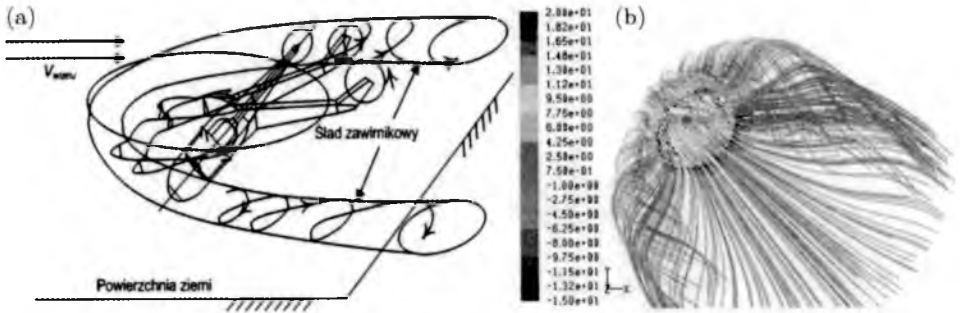 (a)
V
Ślad zawirnikowy
Powierzchnia ziemi
2.00e+01
1.82e+01
1.65e+01
1.48e+01
1.30e+01
1.12e+01
9.50e+00
7.75e+00
6.00e+00
4.25e+00
2.50e+00
7.50e-01
-1.00e+00
-2.75e+00
-4.50e+00
-6.25e+00
-8.00e+00
-9.75e+00
-1.15e+01
-1.32e+01
-1.50e+01
(b)